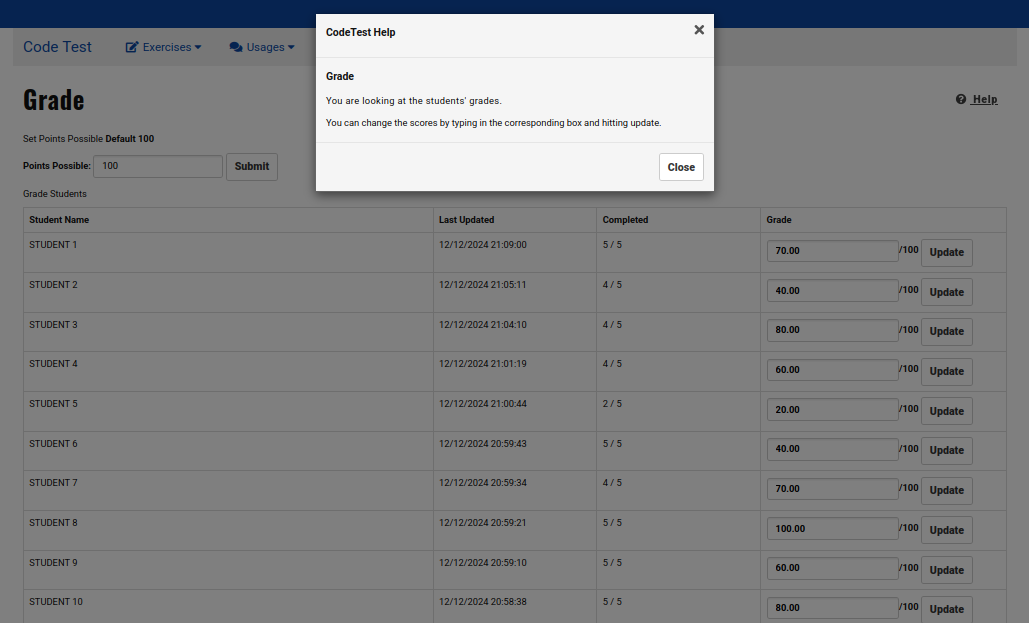 CodeTest Help
Code Test Exercises Usages
Grade
You are looking at the students' grades.
You can change the scores by typing in the corresponding box and hitting update.
Close
Grade
Help
Set Points Possible Default 100
Points Possible: 100 Submit
Grade Students
Student Name Last Updated Completed Grade
STUDENT 1 12/12/2024 21:09:00 5 / 5 70.00 /100 Update
STUDENT 2 12/12/2024 21:05:11 4 / 5 40.00 /100 Update
STUDENT 3 12/12/2024 21:04:10 4 / 5 80.00 /100 Update
STUDENT 4 12/12/2024 21:01:19 4 / 5 60.00 /100 Update
STUDENT 5 12/12/2024 21:00:44 2 / 5 20.00 /100 Update
STUDENT 6 12/12/2024 20:59:43 5 / 5 40.00 /100 Update
STUDENT 7 12/12/2024 20:59:34 4 / 5 70.00 /100 Update
STUDENT 8 12/12/2024 20:59:21 5 / 5 100.00 /100 Update
STUDENT 9 12/12/2024 20:59:10 5 / 5 60.00 /100 Update
STUDENT 10 12/12/2024 20:58:38 5 / 5 80.00 /100 Update